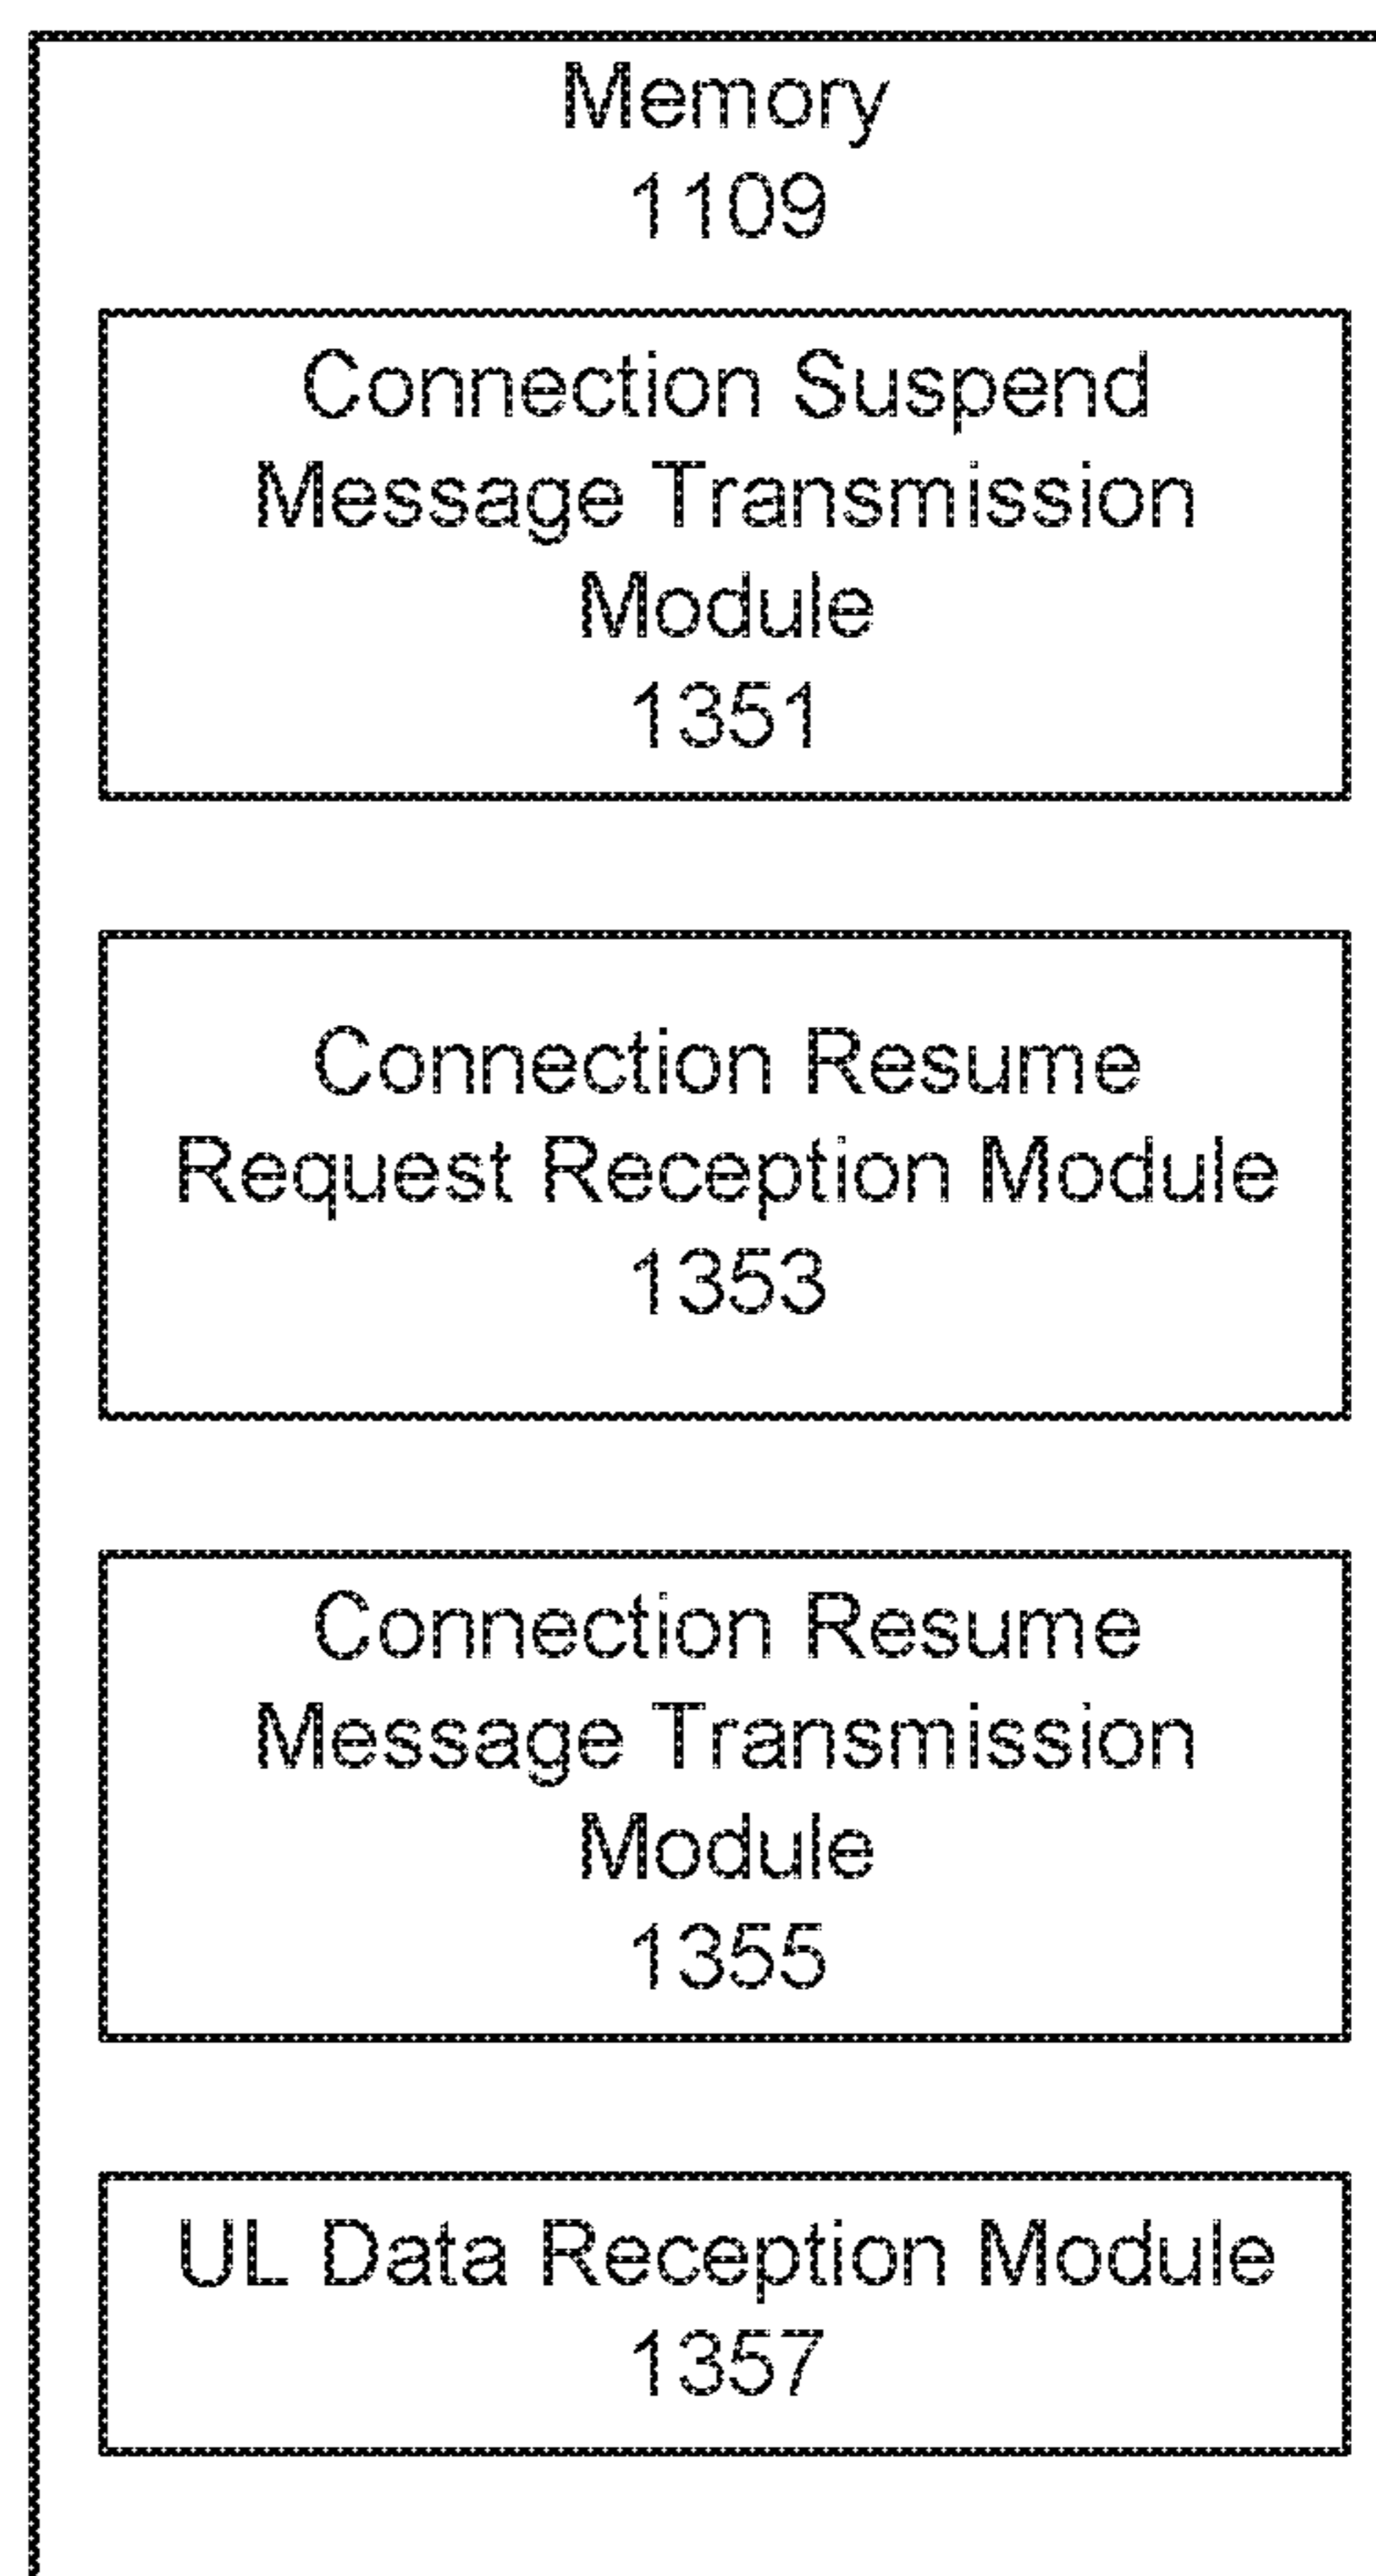 Memory
1109
Connection Suspend
Message Transmission
Module
1351
Connection Resume
Request Reception Module
1353
Connection Resume
Message Transmission
Module
1355
UL Data Reception Module
1357